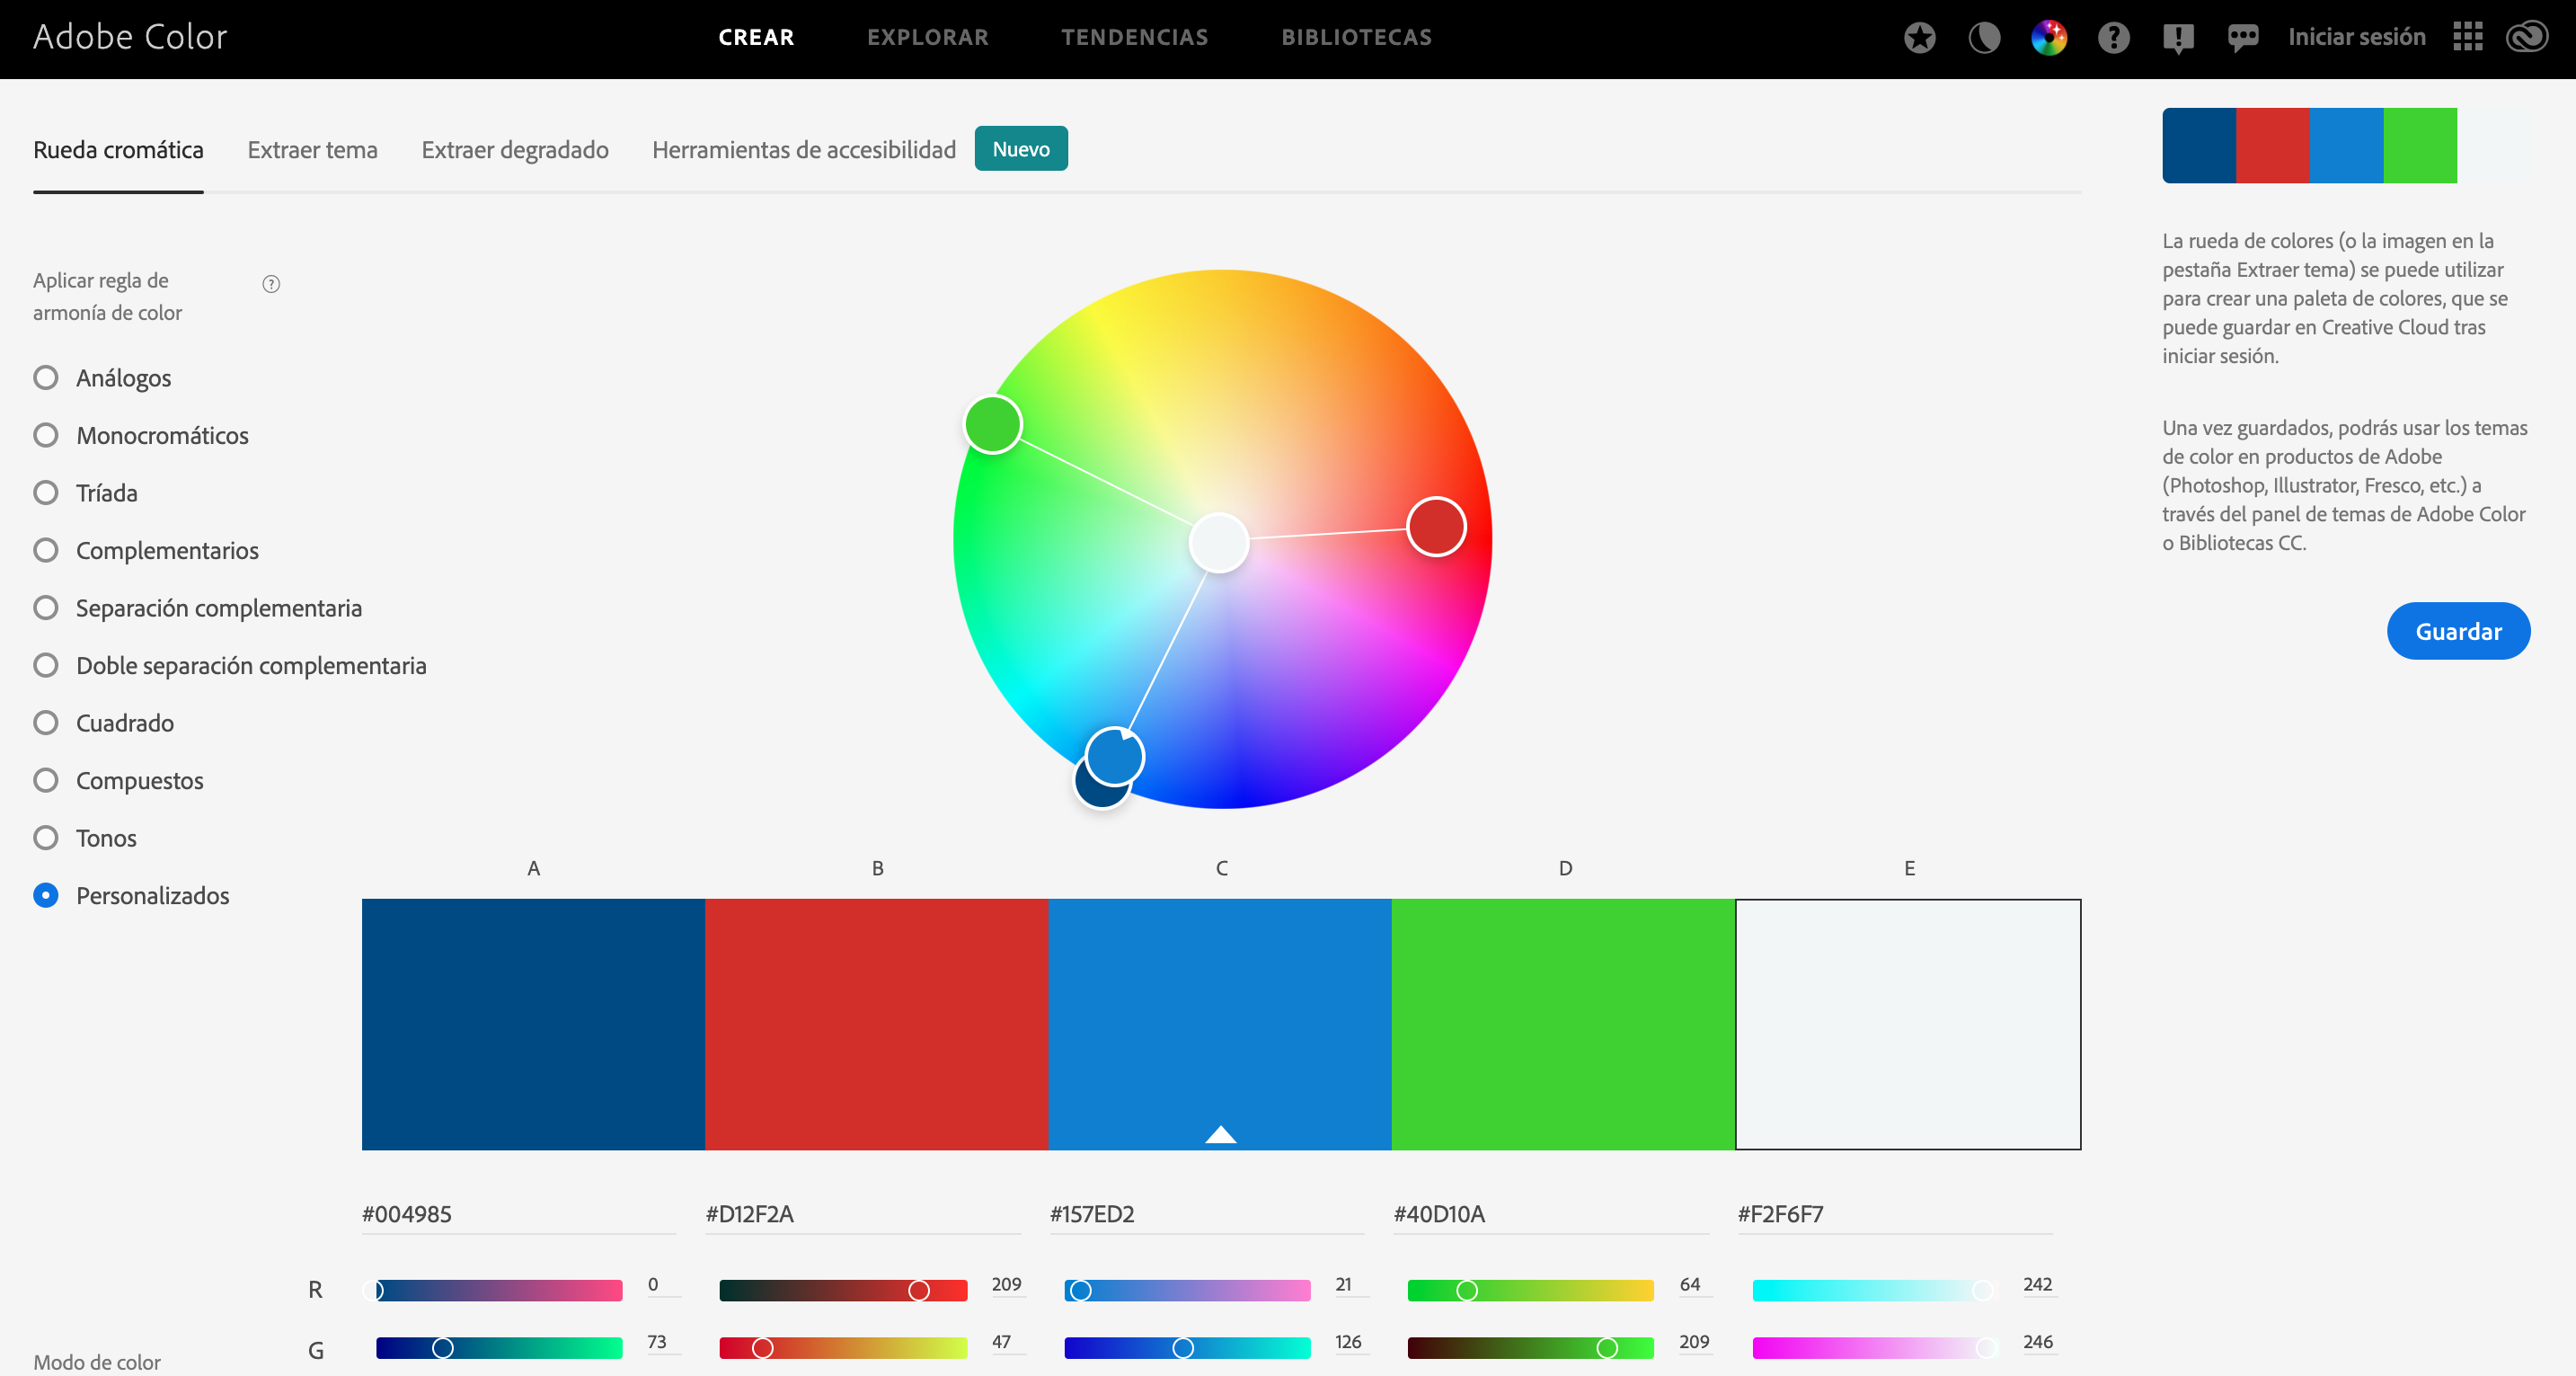 Adobe Color
CREAR
EXPLORAR
TENDENCIAS
BIBLIOTECAS
Iniciar sesión
Rueda cromática
Extraer tema
Extraer degradado
Herramientas de accesibilidad
Nuevo
Aplicar regla de
armonía de color
Análogos
Monocromáticos
Tríada
Complementarios
Separación complementaria
Doble separación complementaria
Cuadrado
Compuestos
Tonos
Personalizados
La rueda de colores (o la imagen en la
pestaña Extraer tema) se puede utilizar
para crear una paleta de colores, que se
puede guardar en Creative Cloud tras
iniciar sesión.
Una vez guardados, podrás usar los temas
de color en productos de Adobe
(Photoshop, Illustrator, Fresco, etc.) a
través del panel de temas de Adobe Color
o Bibliotecas CC.
Guardar
A B C D E
#004985 #D12F2A #157ED2 #40D10A #F2F6F7
R 0 209 21 64 242
G 73 47 126 209 246
Modo de color